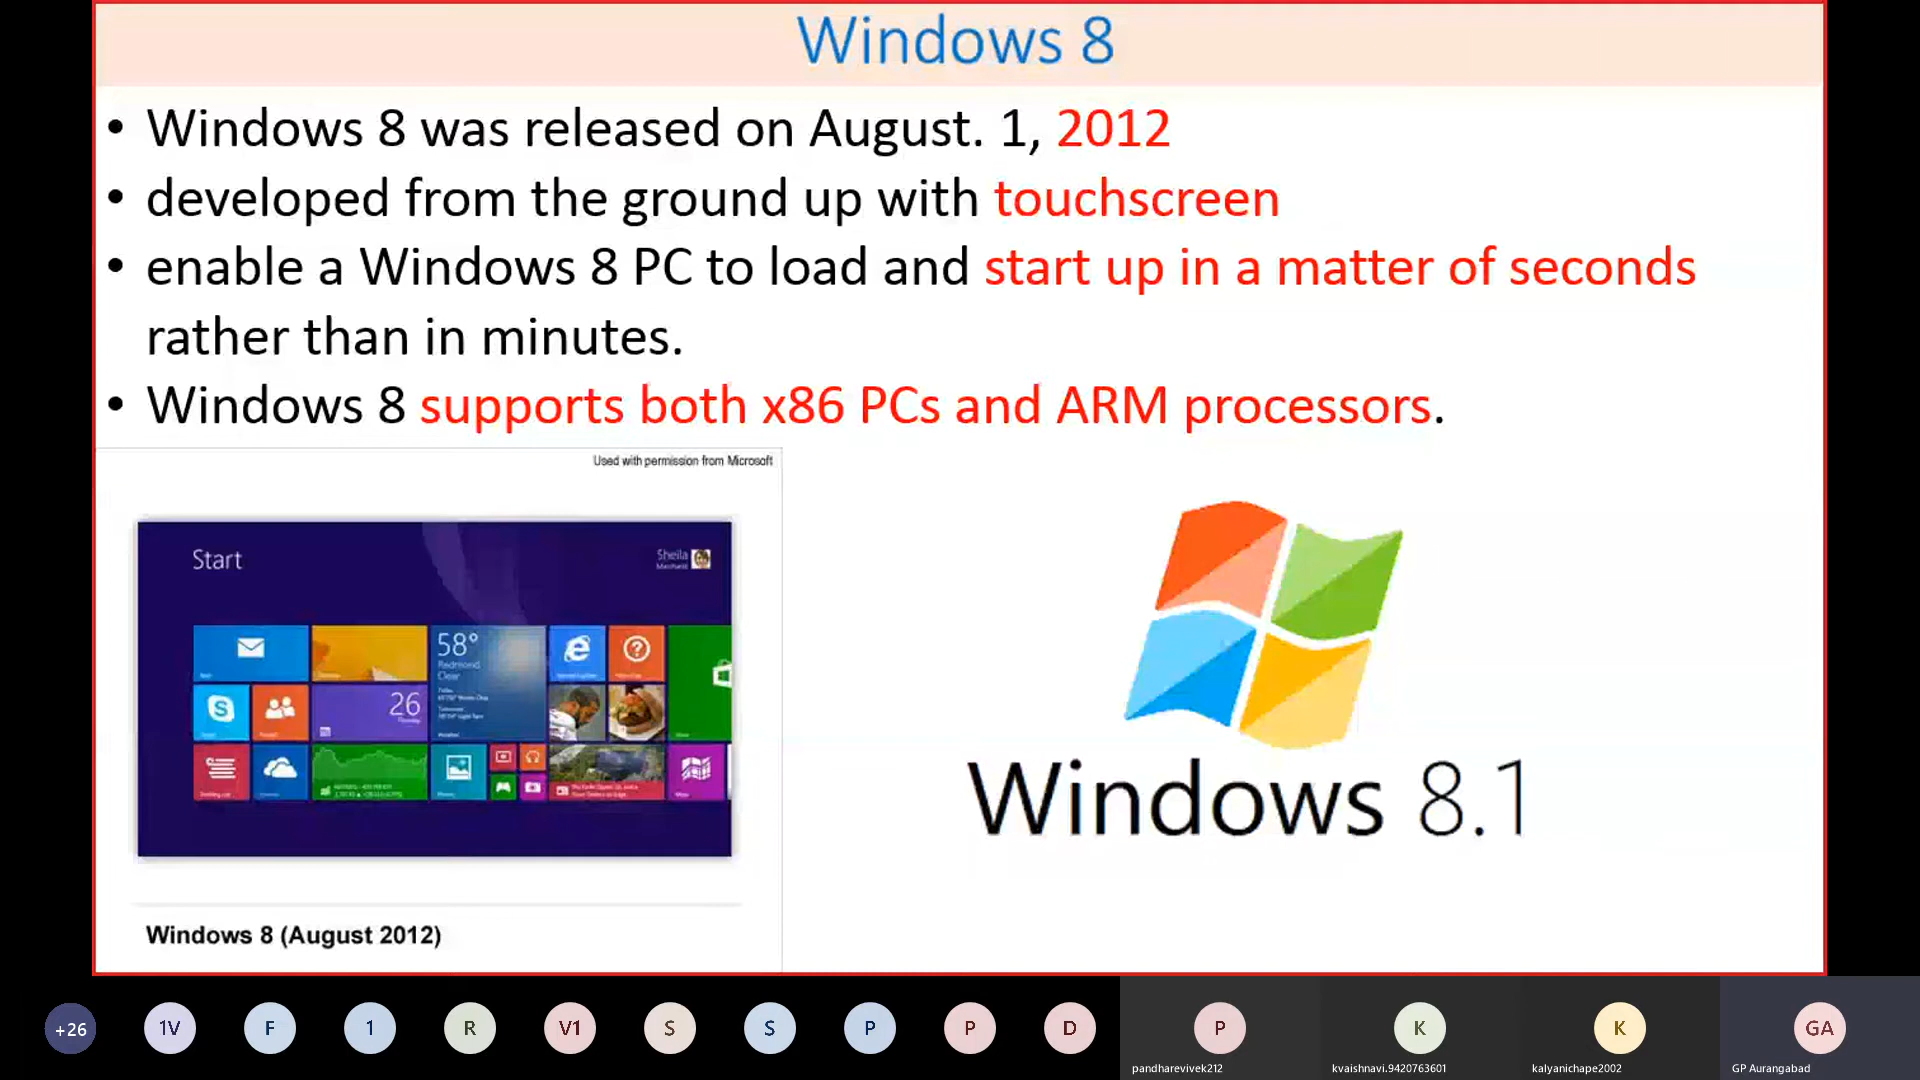 Windows 8
• Windows 8 was released on August. 1, 2012
• developed from the ground up with touchscreen
• enable a Windows 8 PC to load and start up in a matter of seconds
rather than in minutes.
• Windows 8 supports both x86 PCs and ARM processors.
Used with permission from Microsoft
Start
Sheila
58°
Redmond
Clear
26
Windows 8.1
Windows 8 (August 2012)
+26
1V
F
1
R
V1
S
S
P
P
D
P
K
K
GA
pandharevivek212
kvaishnavi.9420763601
kalyanichape2002
GP Aurangabad